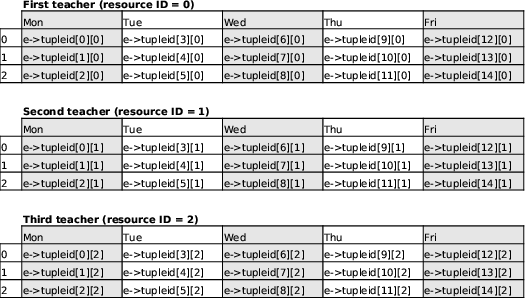 First teacher (resource ID = 0)
Mon Tue Wed Thu Fri
0 e->tupleid[0][0] e->tupleid[3][0] e->tupleid[6][0] e->tupleid[9][0] e->tupleid[12][0]
1 e->tupleid[1][0] e->tupleid[4][0] e->tupleid[7][0] e->tupleid[10][0] e->tupleid[13][0]
2 e->tupleid[2][0] e->tupleid[5][0] e->tupleid[8][0] e->tupleid[11][0] e->tupleid[14][0]
Second teacher (resource ID = 1)
Mon Tue Wed Thu Fri
0 e->tupleid[0][1] e->tupleid[3][1] e->tupleid[6][1] e->tupleid[9][1] e->tupleid[12][1]
1 e->tupleid[1][1] e->tupleid[4][1] e->tupleid[7][1] e->tupleid[10][1] e->tupleid[13][1]
2 e->tupleid[2][1] e->tupleid[5][1] e->tupleid[8][1] e->tupleid[11][1] e->tupleid[14][1]
Third teacher (resource ID = 2)
Mon Tue Wed Thu Fri
0 e->tupleid[0][2] e->tupleid[3][2] e->tupleid[6][2] e->tupleid[9][2] e->tupleid[12][2]
1 e->tupleid[1][2] e->tupleid[4][2] e->tupleid[7][2] e->tupleid[10][2] e->tupleid[13][2]
2 e->tupleid[2][2] e->tupleid[5][2] e->tupleid[8][2] e->tupleid[11][2] e->tupleid[14][2]